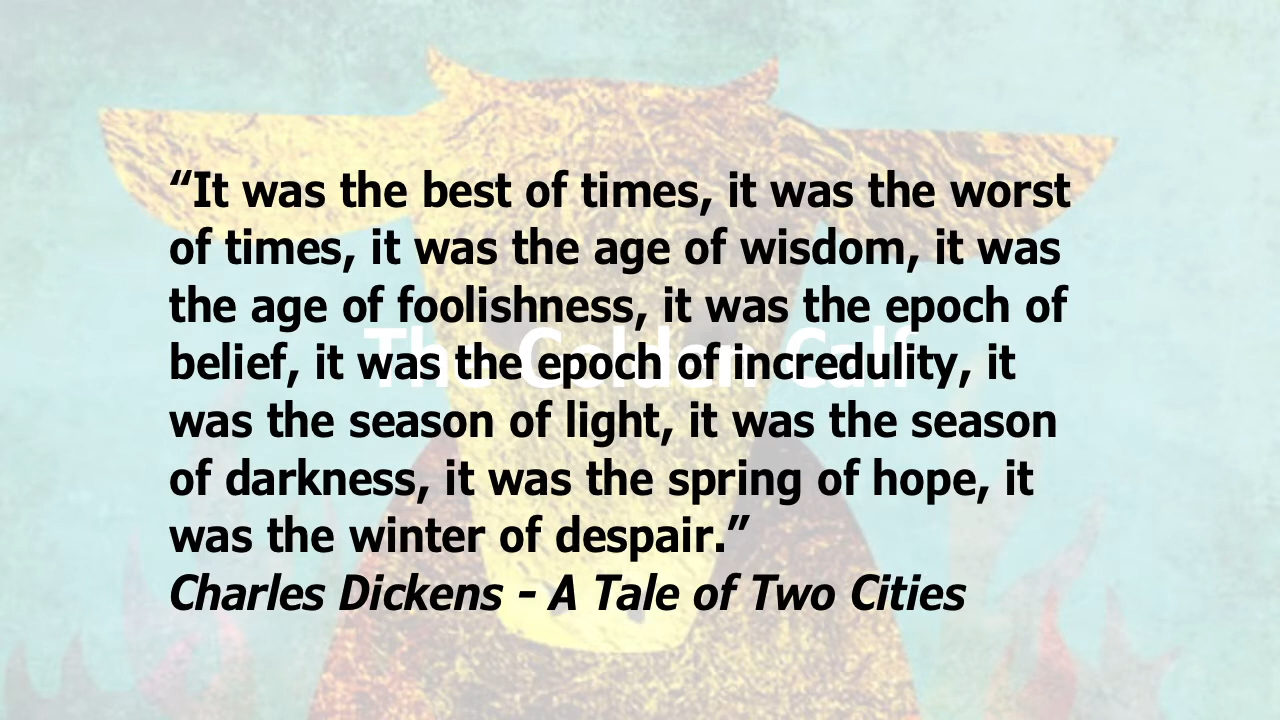 “It was the best of times, it was the worst
of times, it was the age of wisdom, it was
the age of foolishness, it was the epoch of
belief, it was the epoch of incredulity, it
was the season of light, it was the season
of darkness, it was the spring of hope, it
was the winter of despair.”
Charles Dickens - A Tale of Two Cities
The Golden Calf